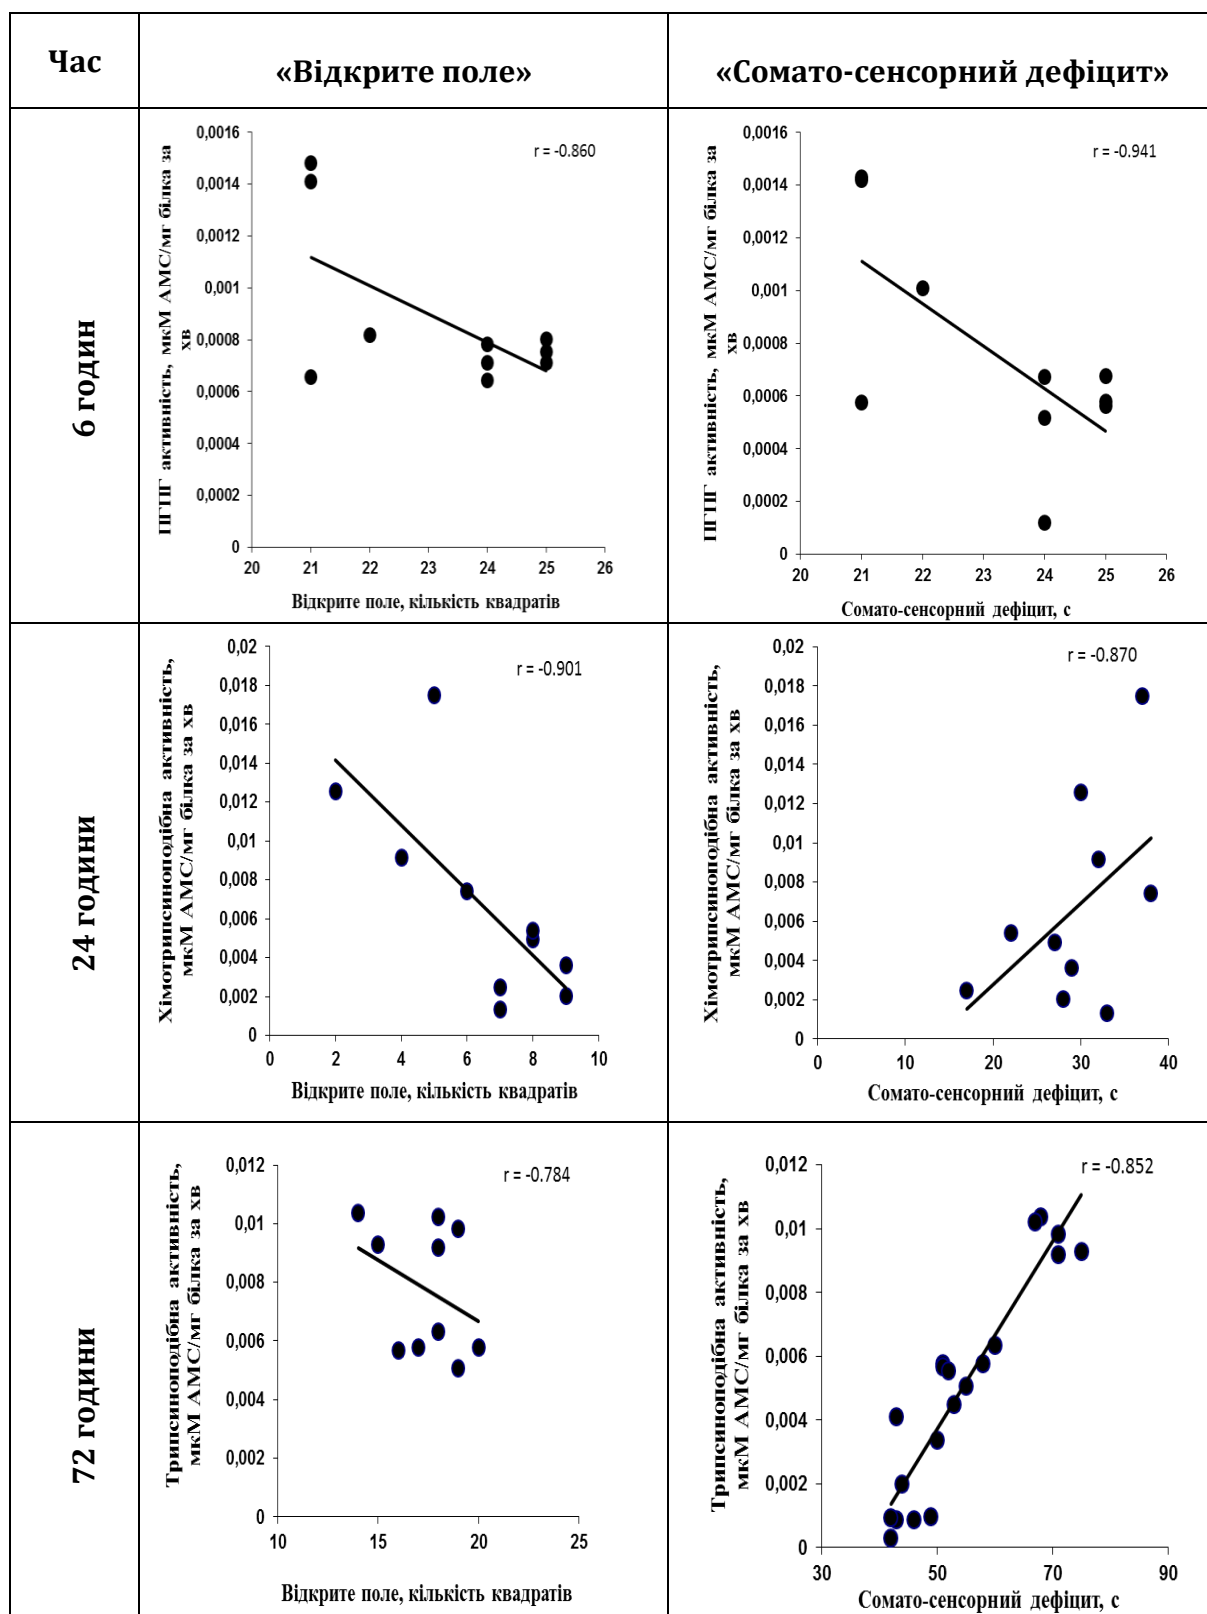 Час
«Відкрите поле»
«Сомато-сенсорний дефіцит»
6 годин
ПГПГ активність, мкМ АМС/мг білка за
хв
0,0016
0,0014
0,0012
0,001
0,0008
0,0006
0,0004
0,0002
0
r = -0.860
20 21 22 23 24 25 26
Відкрите поле, кількість квадратів
ПГПГ активність, мкМ АМС/мг білка за
хв
0,0016
0,0014
0,0012
0,001
0,0008
0,0006
0,0004
0,0002
0
r = -0.941
20 21 22 23 24 25 26
Сомато-сенсорний дефіцит, с
24 години
Хімотрипсиноподібна активність,
мкМ АМС/мг білка за хв
0,02
0,018
0,016
0,014
0,012
0,01
0,008
0,006
0,004
0,002
0
r = -0.901
0 2 4 6 8 10
Відкрите поле, кількість квадратів
Хімотрипсиноподібна активність,
мкМ АМС/мг білка за хв
0,02
0,018
0,016
0,014
0,012
0,01
0,008
0,006
0,004
0,002
0
r = -0.870
0 10 20 30 40
Сомато-сенсорний дефіцит, с
72 години
Трипсиноподібна активність,
мкМ АМС/мг білка за хв
0,012
0,01
0,008
0,006
0,004
0,002
0
r = -0.784
10 15 20 25
Відкрите поле, кількість квадратів
Трипсиноподібна активність,
мкМ АМС/мг білка за хв
0,012
0,01
0,008
0,006
0,004
0,002
0
r = -0.852
30 50 70 90
Сомато-сенсорний дефіцит, с